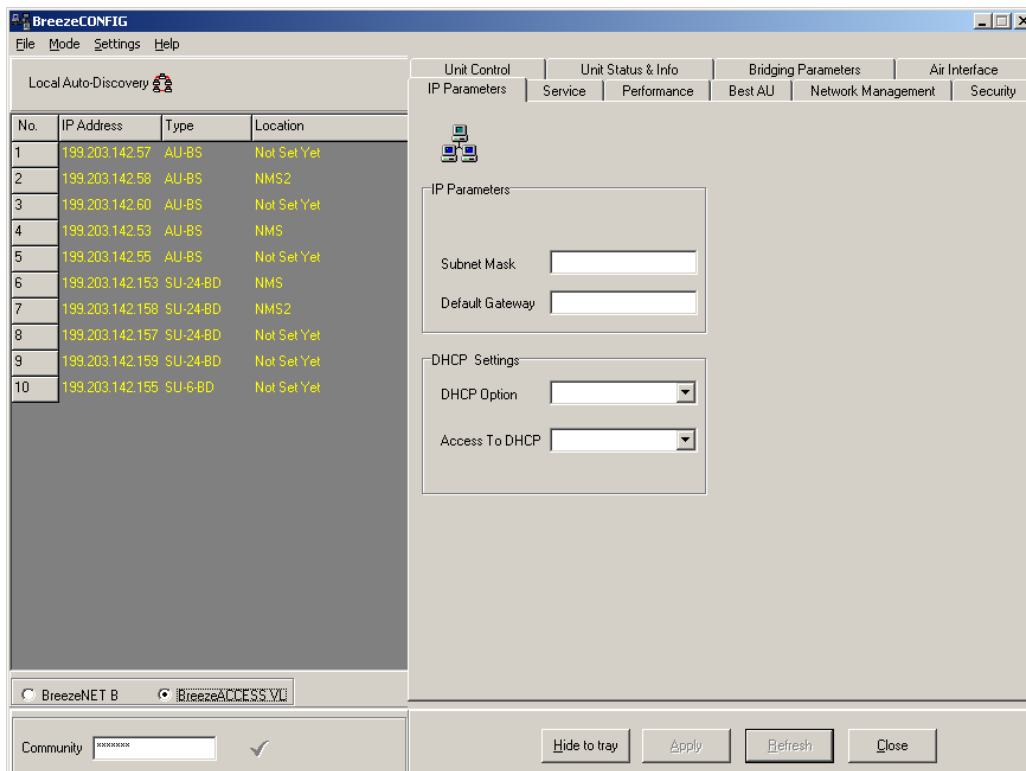 BreezeCONFIG
File Mode Settings Help
Local Auto-Discovery
Unit Control Unit Status & Info Bridging Parameters Air Interface
IP Parameters Service Performance Best AU Network Management Security
No. IP Address Type Location
1 199.203.142.57 AU-BS Not Set Yet
2 199.203.142.58 AU-BS NMS2
3 199.203.142.60 AU-BS Not Set Yet
4 199.203.142.53 AU-BS NMS
5 199.203.142.55 AU-BS Not Set Yet
6 199.203.142.153 SU-24-BD NMS
7 199.203.142.158 SU-24-BD NMS2
8 199.203.142.157 SU-24-BD Not Set Yet
9 199.203.142.159 SU-24-BD Not Set Yet
10 199.203.142.155 SU-6-BD Not Set Yet
IP Parameters
Subnet Mask
Default Gateway
DHCP Settings
DHCP Option
Access To DHCP
BreezeNET B BreezeACCESS VL
Community *******
Hide to tray Apply Refresh Close